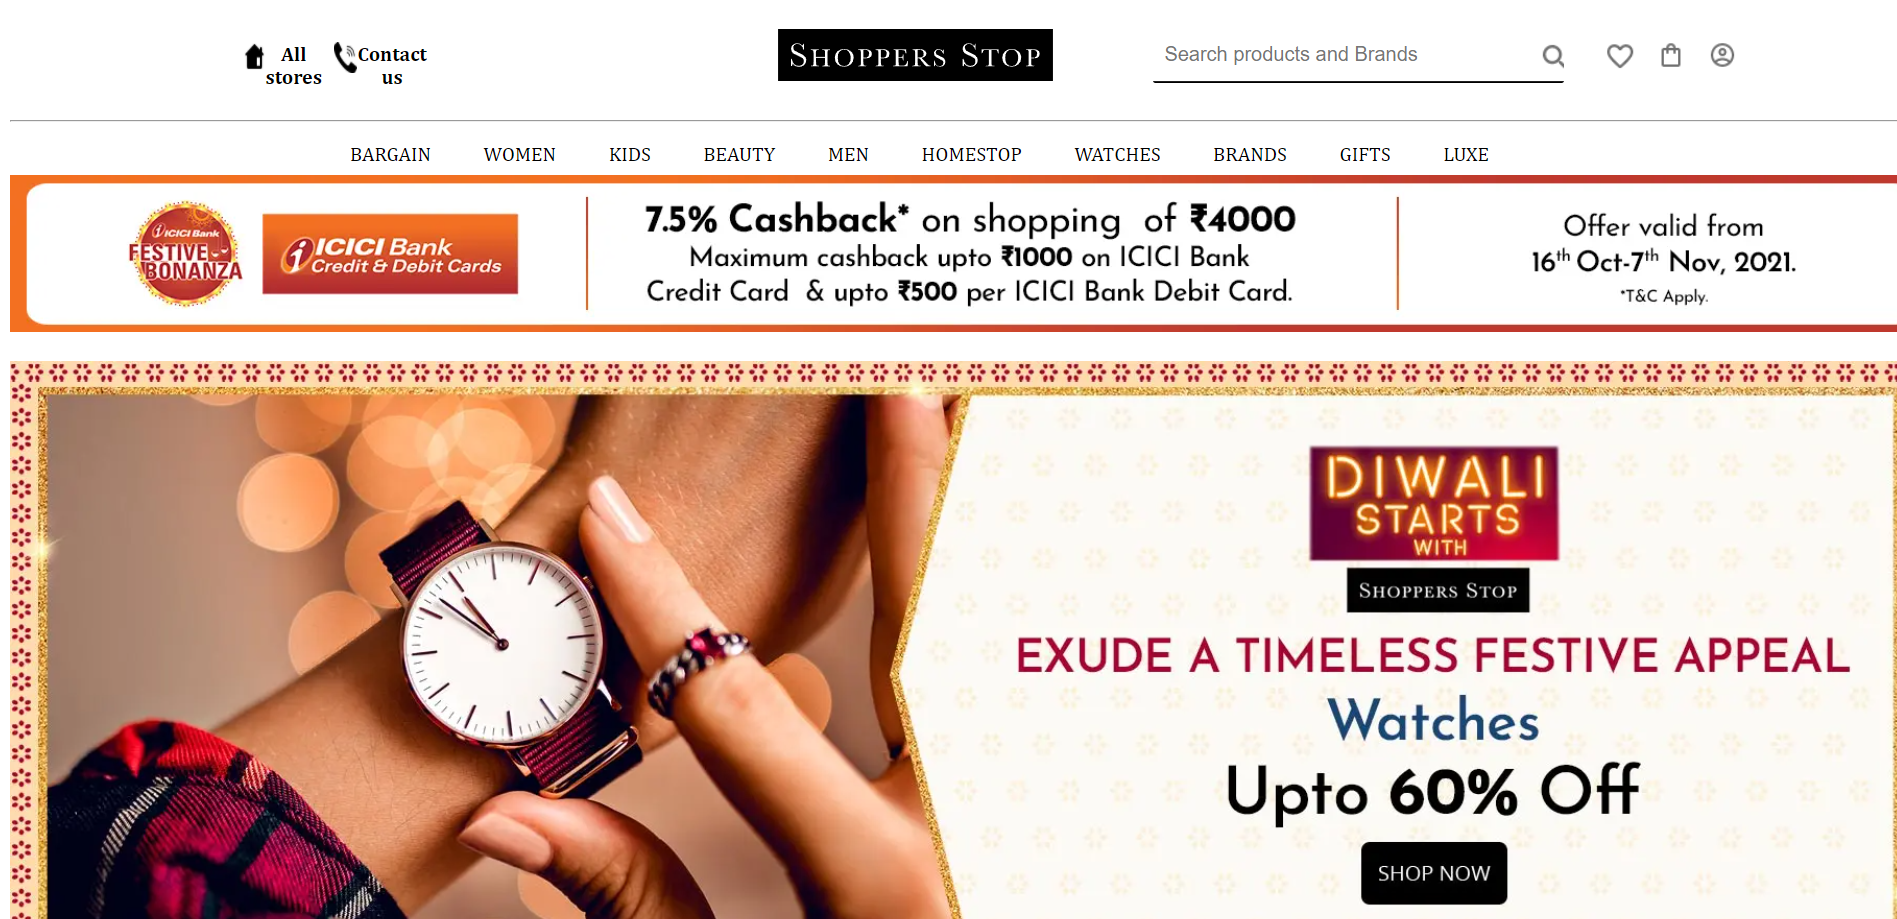 All stores
Contact us
SHOPPERS STOP
Search products and Brands
BARGAIN WOMEN KIDS BEAUTY MEN HOMESTOP WATCHES BRANDS GIFTS LUXE
ICICI Bank
FESTIVE
BONANZA
ICICI Bank
Credit & Debit Cards
7.5% Cashback* on shopping of ₹4000
Maximum cashback upto ₹1000 on ICICI Bank
Credit Card & upto ₹500 per ICICI Bank Debit Card.
Offer valid from
16th Oct-7th Nov, 2021.
*T&C Apply.
DIWALI
STARTS
WITH
SHOPPERS STOP
EXUDE A TIMELESS FESTIVE APPEAL
Watches
Upto 60% Off
SHOP NOW